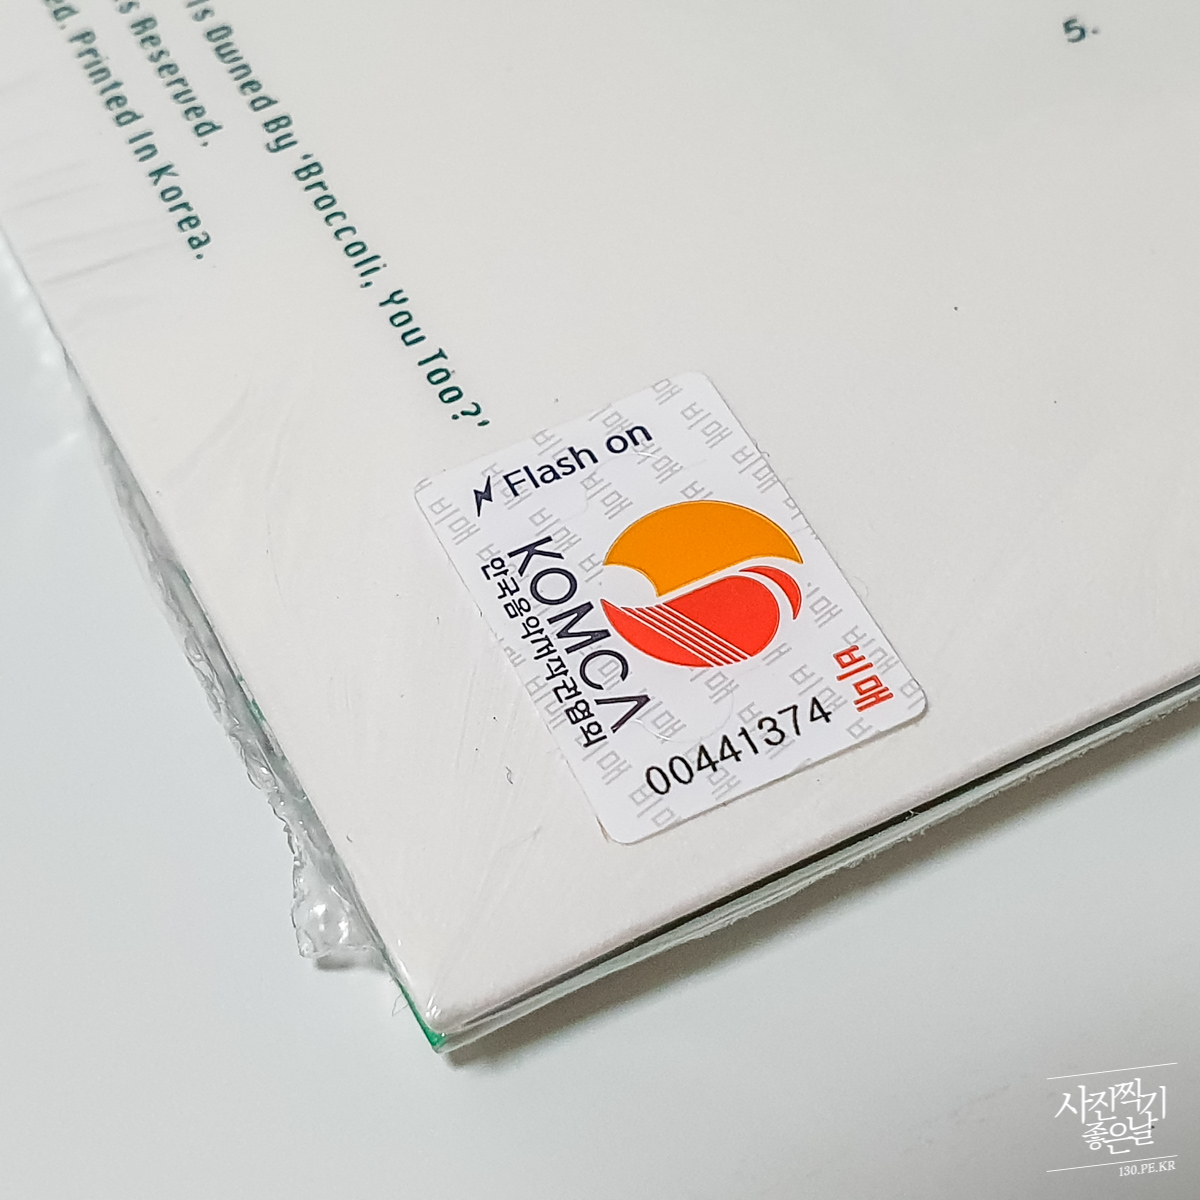 Is Owned By 'Broccoli, You Too?'
Reserved.
Printed In Korea.
5.
Flash on
KOMCA
한국음악저작권협회
비매
00441374
사진찍기
좋은날
130.PE.KR